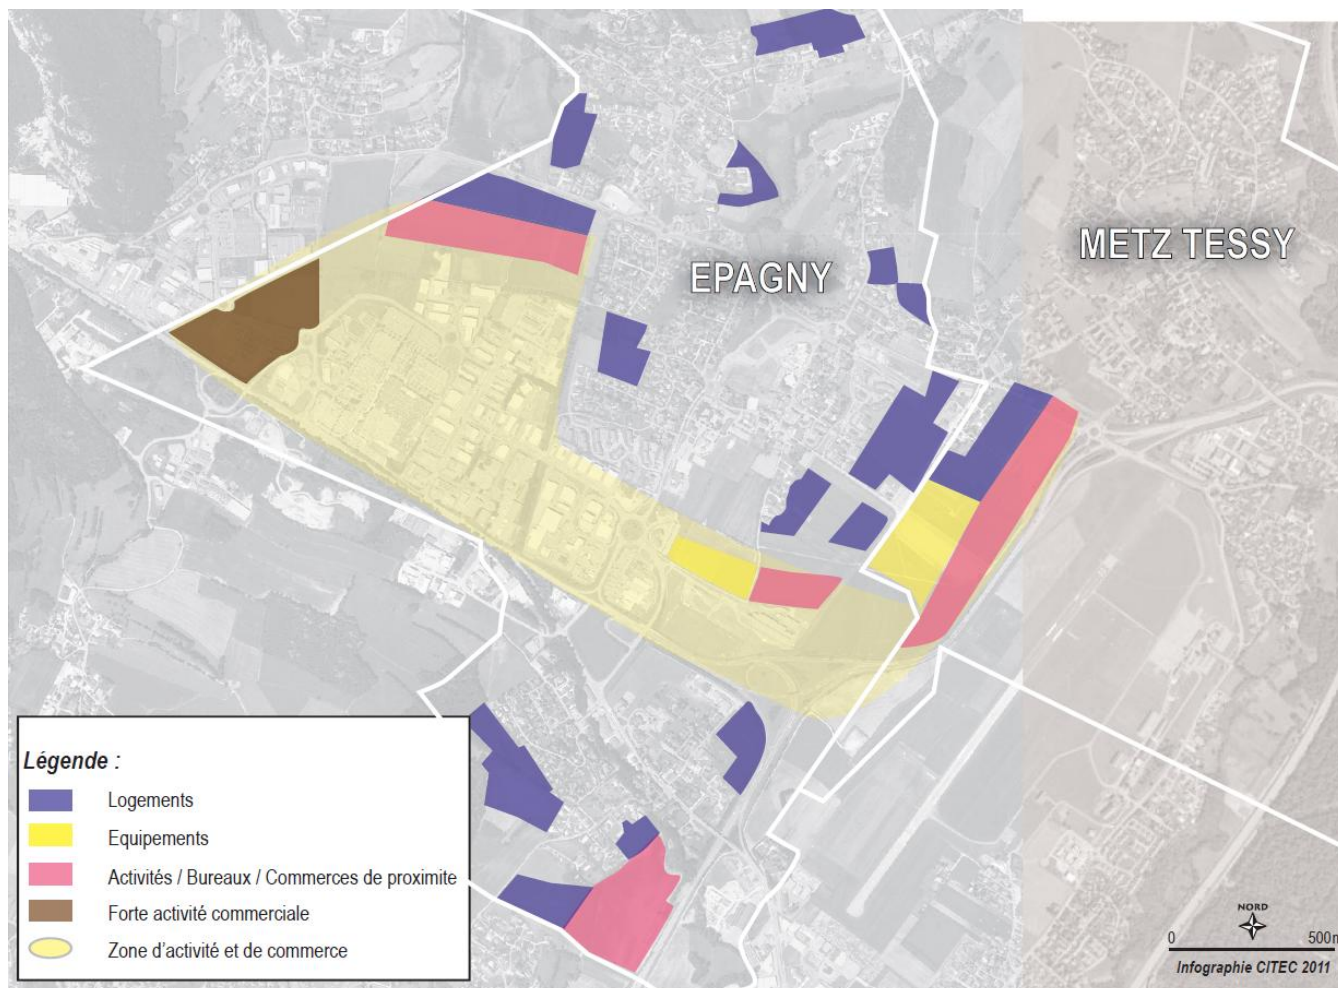 METZ TESSY
EPAGNY
Légende :
Logements
Equipements
Activités / Bureaux / Commerces de proximite
Forte activité commerciale
Zone d'activité et de commerce
NORD
0 500m
Infographie CITEC 2011